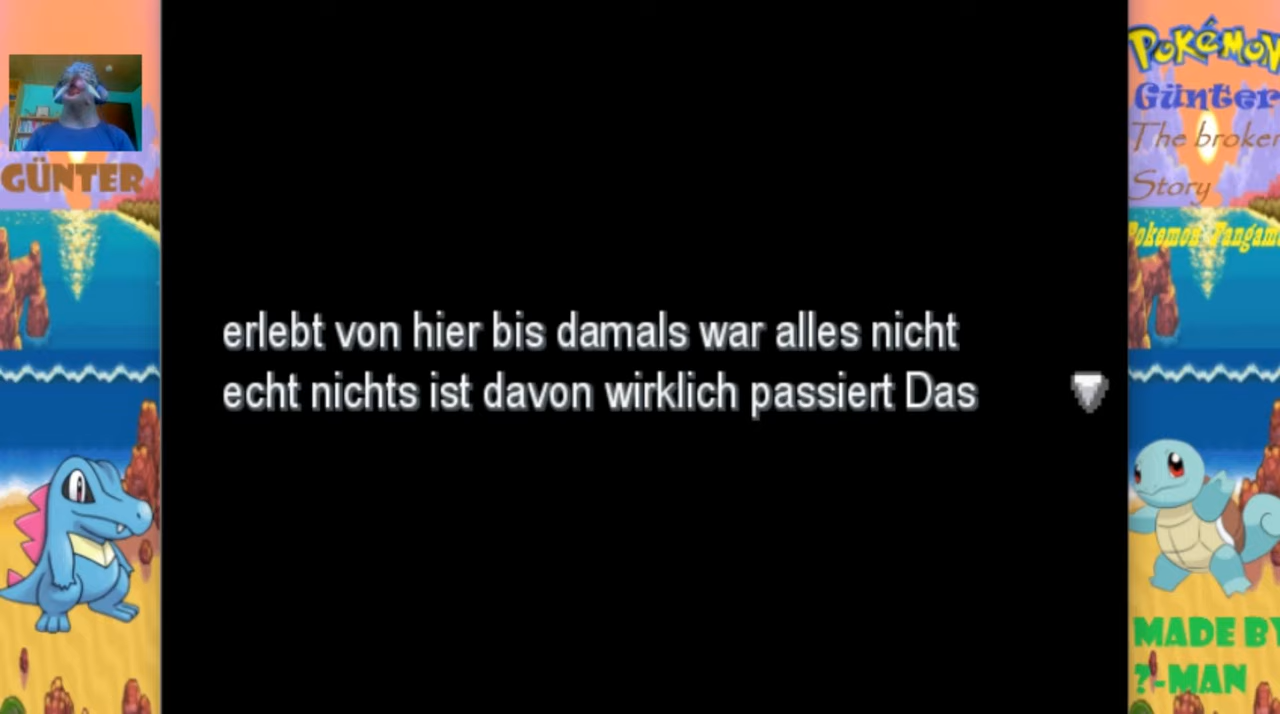 GÜNTER
erlebt von hier bis damals war alles nicht
echt nichts ist davon wirklich passiert Das
Pokémon
Günter
The broken
Story
Pokemon Fangame
MADE BY
?-MAN